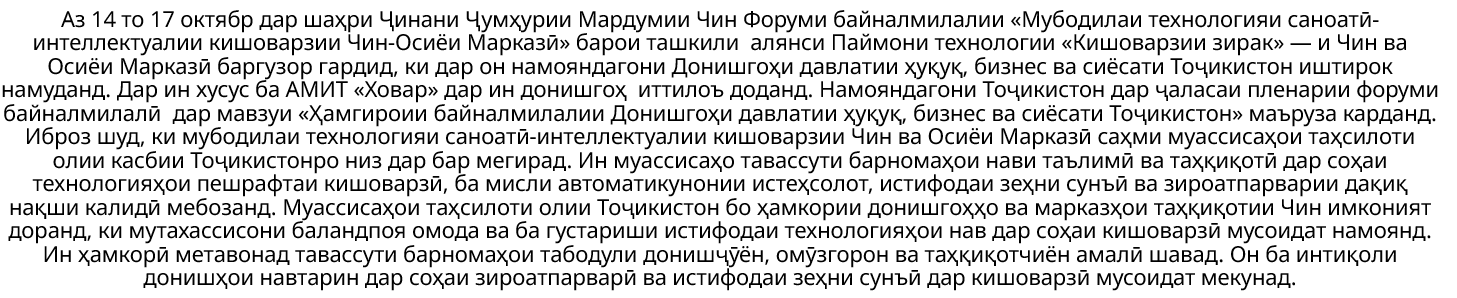 Аз 14 то 17 октябр дар шаҳри Ҷинани Ҷумҳурии Мардумии Чин Форуми байналмилалии «Мубодилаи технологияи саноатӣ-
интеллектуалии кишоварзии Чин-Осиёи Марказӣ» барои ташкили алянси Паймони технологии «Кишоварзии зирак» — и Чин ва
Осиёи Марказӣ баргузор гардид, ки дар он намояндагони Донишгоҳи давлатии ҳуқуқ, бизнес ва сиёсати Тоҷикистон иштирок
намуданд. Дар ин хусус ба АМИТ «Ховар» дар ин донишгоҳ иттилоъ доданд. Намояндагони Тоҷикистон дар ҷаласаи пленарии форуми
байналмилалӣ дар мавзуи «Ҳамгироии байналмилалии Донишгоҳи давлатии ҳуқуқ, бизнес ва сиёсати Тоҷикистон» маъруза карданд.
Иброз шуд, ки мубодилаи технологияи саноатӣ-интеллектуалии кишоварзии Чин ва Осиёи Марказӣ саҳми муассисаҳои таҳсилоти
олии касбии Тоҷикистонро низ дар бар мегирад. Ин муассисаҳо тавассути барномаҳои нави таълимӣ ва таҳқиқотӣ дар соҳаи
технологияҳои пешрафтаи кишоварзӣ, ба мисли автоматикунонии истеҳсолот, истифодаи зеҳни сунъӣ ва зироатпарварии дақиқ
нақши калидӣ мебозанд. Муассисаҳои таҳсилоти олии Тоҷикистон бо ҳамкории донишгоҳҳо ва марказҳои таҳқиқотии Чин имконият
доранд, ки мутахассисони баландпоя омода ва ба густариши истифодаи технологияҳои нав дар соҳаи кишоварзӣ мусоидат намоянд.
Ин ҳамкорӣ метавонад тавассути барномаҳои табодули донишҷӯён, омӯзгорон ва таҳқиқотчиён амалӣ шавад. Он ба интиқоли
донишҳои навтарин дар соҳаи зироатпарварӣ ва истифодаи зеҳни сунъӣ дар кишоварзӣ мусоидат мекунад.